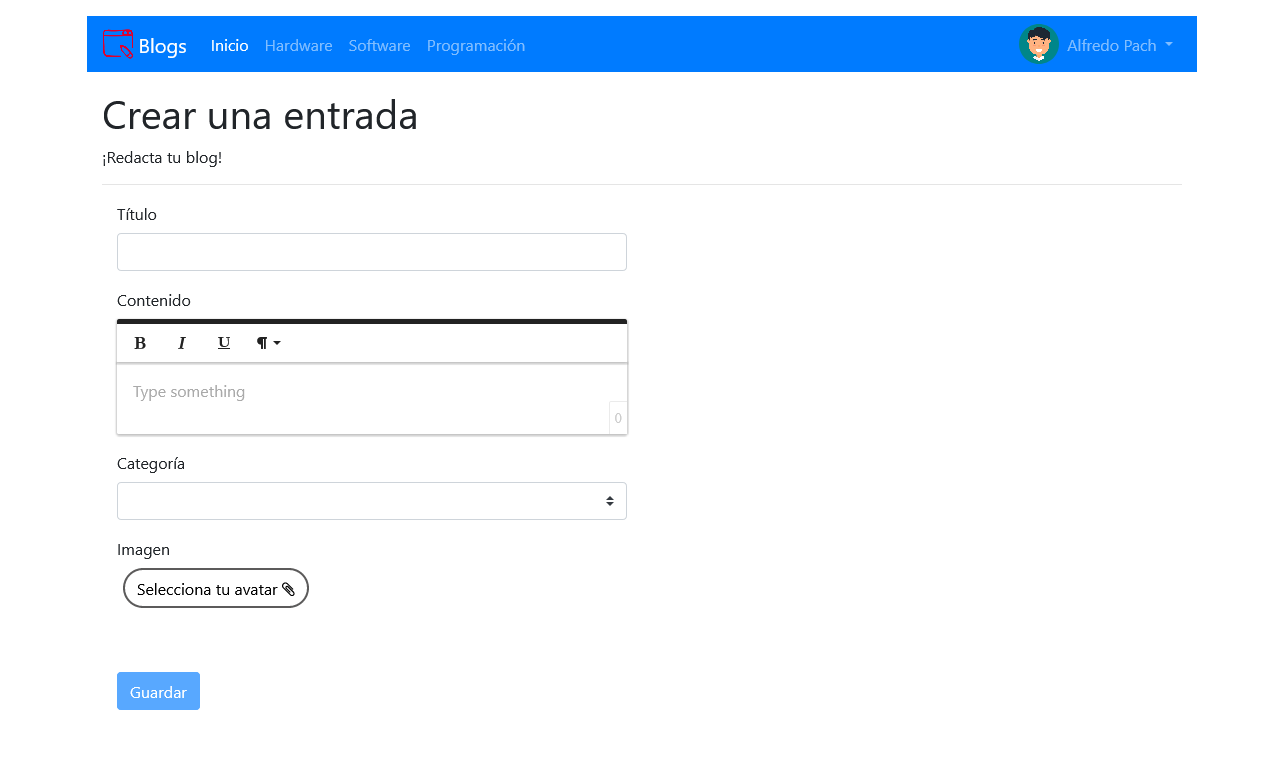 Blogs Inicio Hardware Software Programación Alfredo Pach
Crear una entrada
¡Redacta tu blog!
Título
Contenido
B I U ¶
Type something
0
Categoría
Imagen
Selecciona tu avatar
Guardar